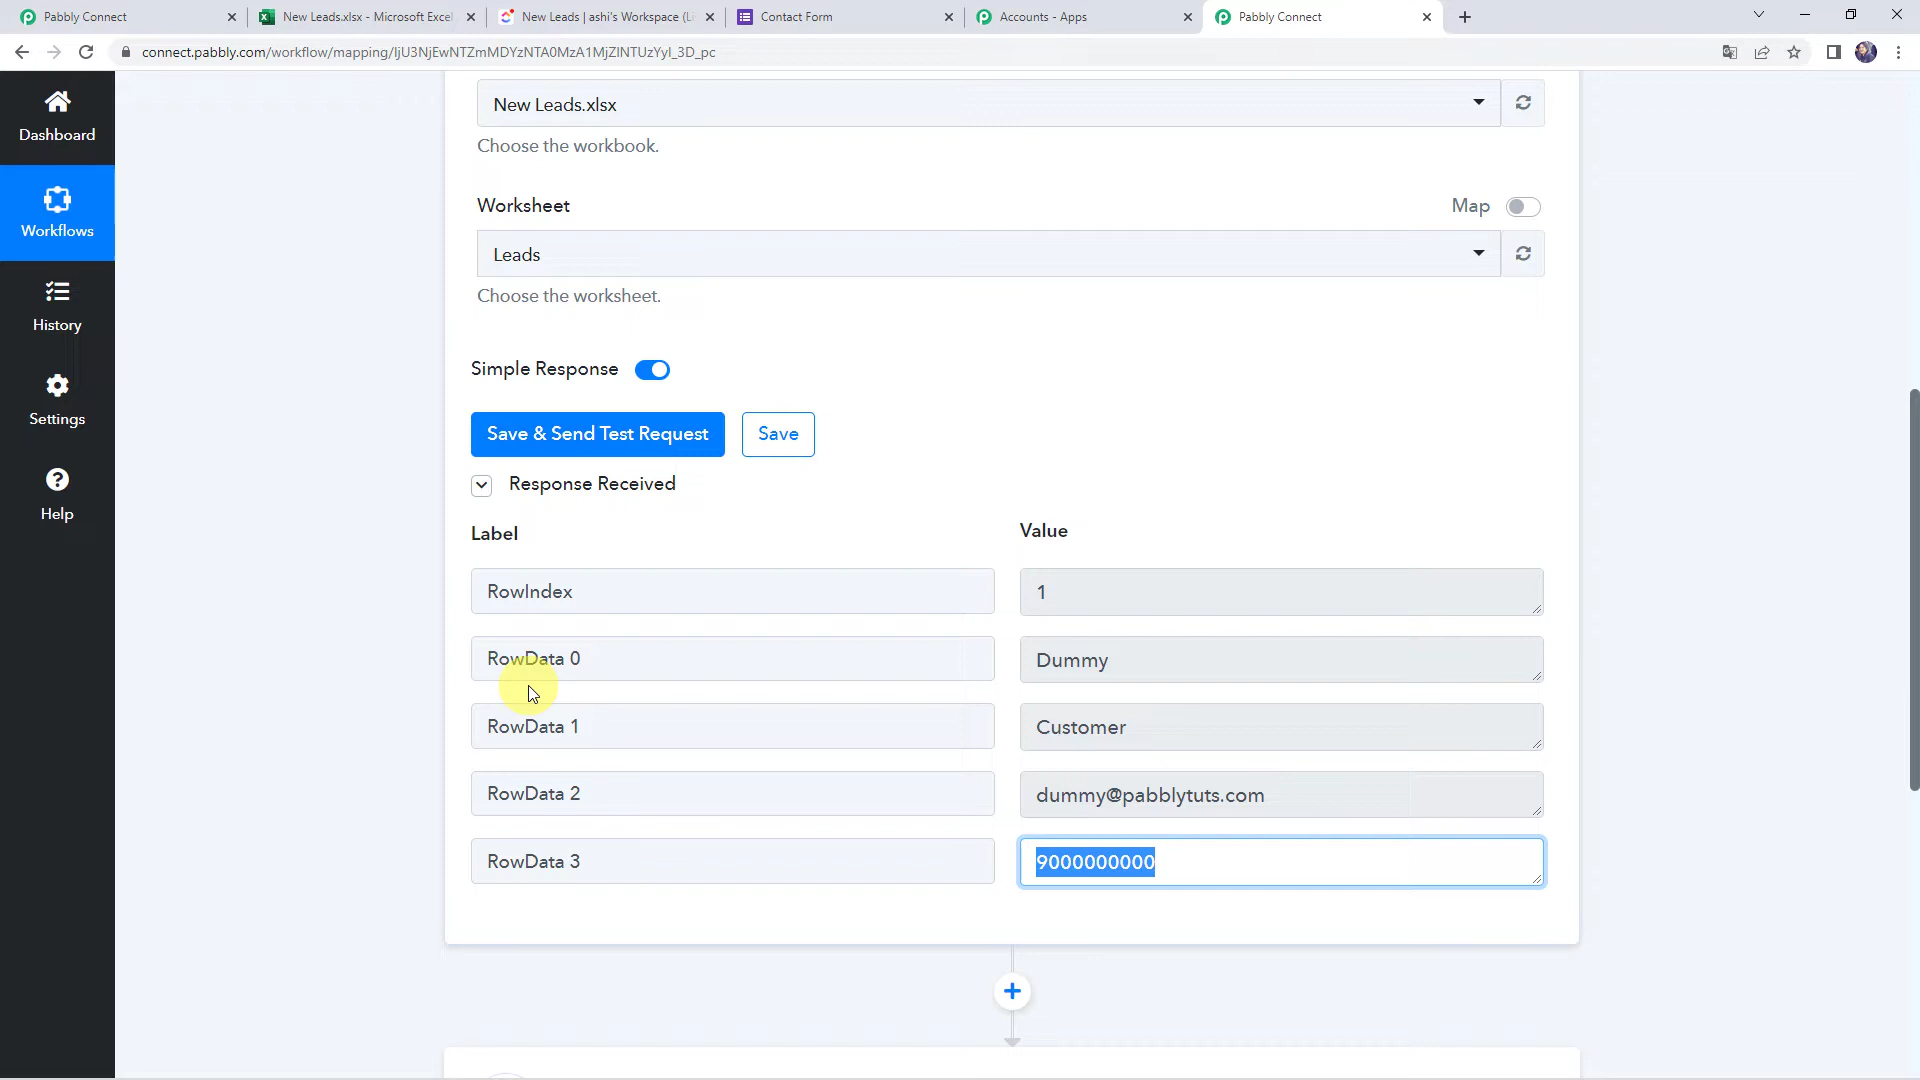 Pabbly Connect
New Leads.xlsx - Microsoft Excel
New Leads | ashi's Workspace (Le
Contact Form
Accounts - Apps
Pabbly Connect
connect.pabbly.com/workflow/mapping/
Dashboard
Workflows
History
Settings
Help
New Leads.xlsx
Choose the workbook.
Worksheet
Map
Leads
Choose the worksheet.
Simple Response
Save & Send Test Request
Save
Response Received
Label
Value
RowIndex
1
RowData 0
Dummy
RowData 1
Customer
RowData 2
dummy@pabblytuts.com
RowData 3
9000000000